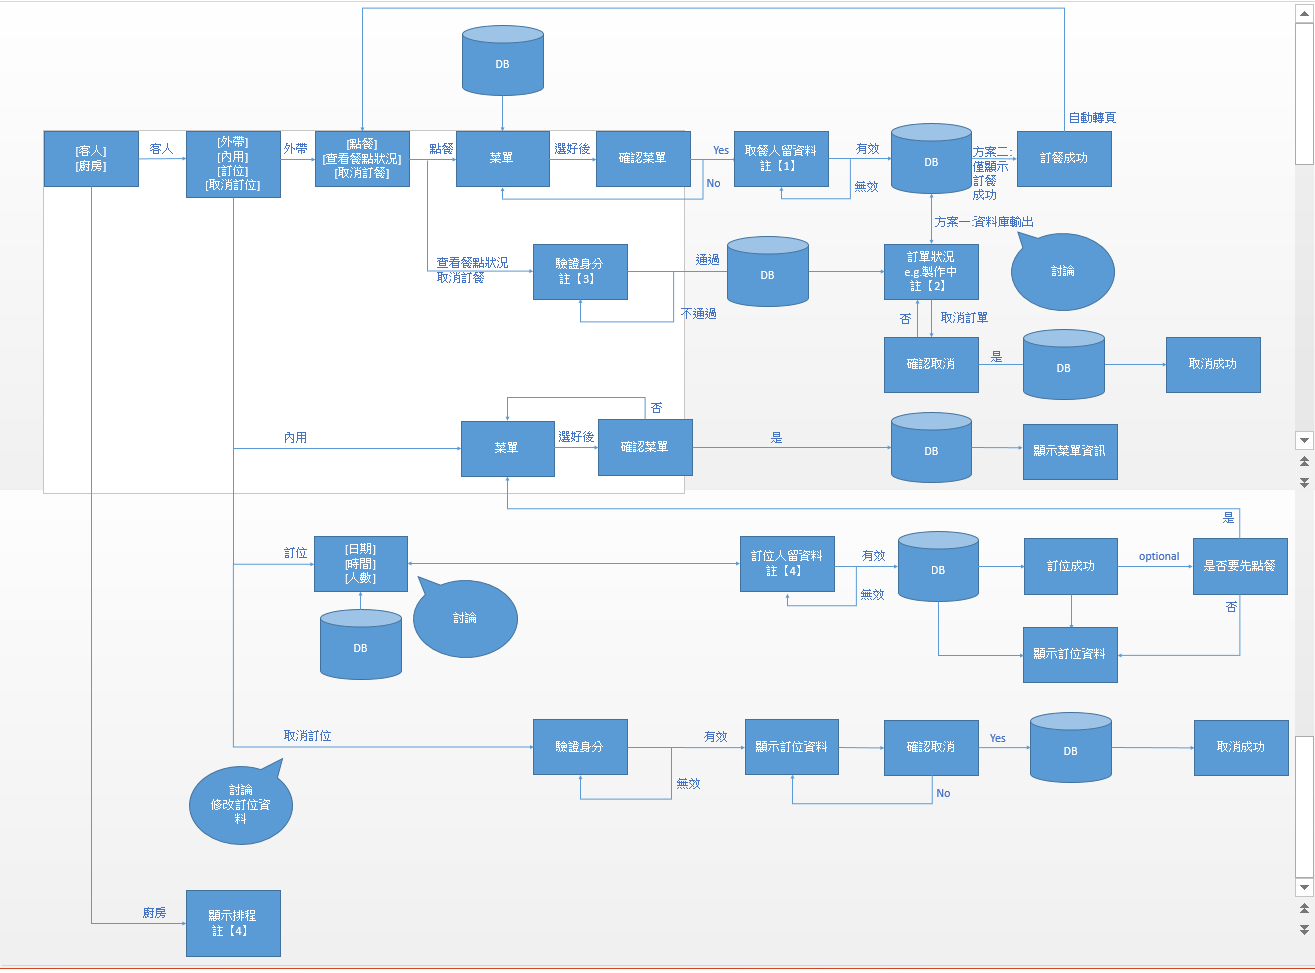 DB
自動轉頁
[客人]
[廚房]
客人
[外帶]
[內用]
[訂位]
[取消訂位]
外帶
[點餐]
[查看餐點狀況]
[取消訂餐]
點餐
菜單
選好後
確認菜單
Yes
No
取餐人留資料
註【1】
有效
無效
DB
方案二:
僅顯示
訂餐
成功
訂餐成功
方案一:資料庫輸出
查看餐點狀況
取消訂餐
驗證身分
註【3】
通過
不通過
DB
訂單狀況
e.g.製作中
註【2】
討論
否
取消訂單
確認取消
是
DB
取消成功
內用
菜單
選好後
確認菜單
否
是
DB
顯示菜單資訊
是
訂位
[日期]
[時間]
[人數]
討論
DB
訂位人留資料
註【4】
有效
無效
DB
訂位成功
optional
是否要先點餐
否
顯示訂位資料
取消訂位
驗證身分
有效
無效
顯示訂位資料
確認取消
Yes
No
DB
取消成功
討論
修改訂位資
料
廚房
顯示排程
註【4】